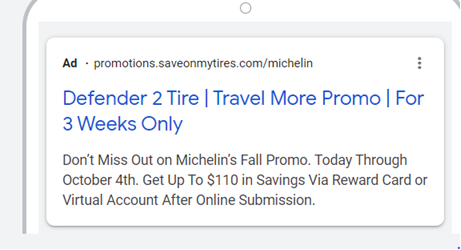 Ad · promotions.saveonmytires.com/michelin
Defender 2 Tire | Travel More Promo | For
3 Weeks Only
Don’t Miss Out on Michelin’s Fall Promo. Today Through
October 4th. Get Up To $110 in Savings Via Reward Card or
Virtual Account After Online Submission.